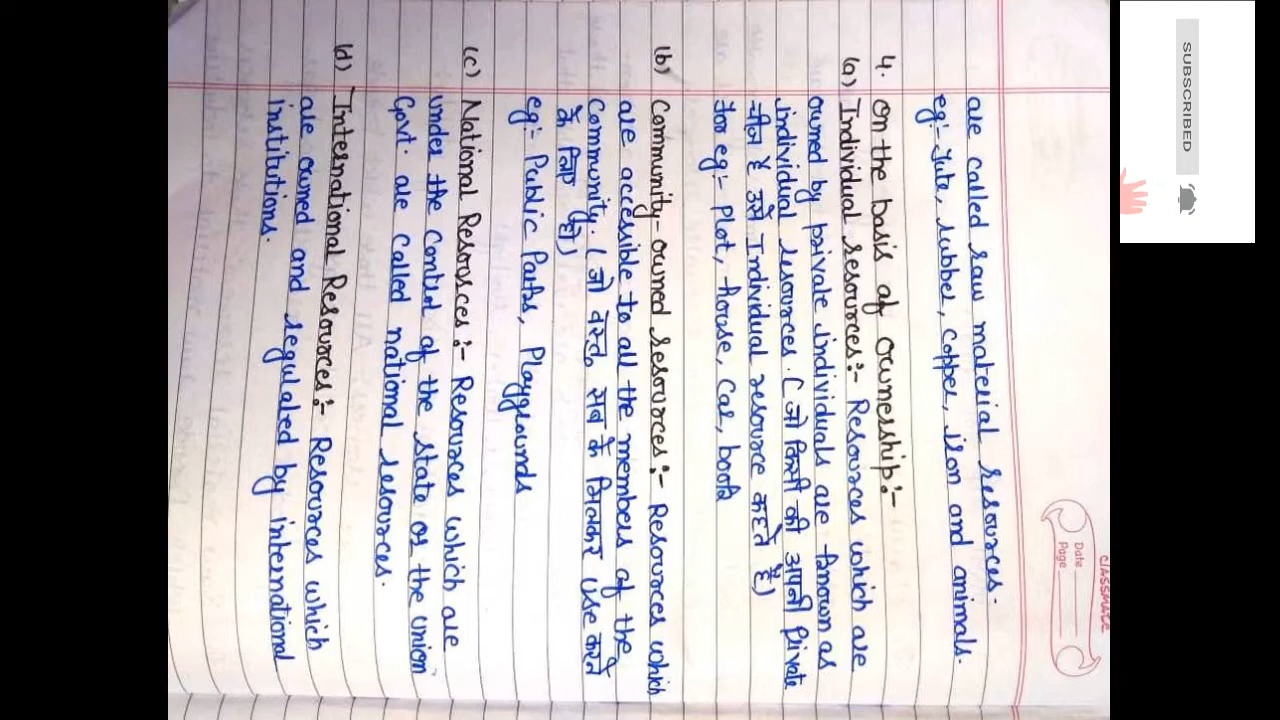 classmate
Date
Page
are called raw material resources.
eg:- Jute, rubber, copper, iron and animals.
4. On the basis of ownership:-
(a) Individual resources:- Resources which are
owned by private individuals are known as
individual resources. (जो किसी की अपनी private
चीज है उसे Individual resource कहते हैं)
For eg:- Plot, house, Car, book
(b) Community-owned resources:- Resources which
are accessible to all the members of the
Community. (जो वस्तु सब के मिलकर use करने
के लिए हो)
eg:- Public Parks, Playgrounds
(c) National Resources:- Resources which are
under the control of the state or the union
Govt. are called national resources.
(d) International Resources:- Resources which
are owned and regulated by international
institutions.
SUBSCRIBED